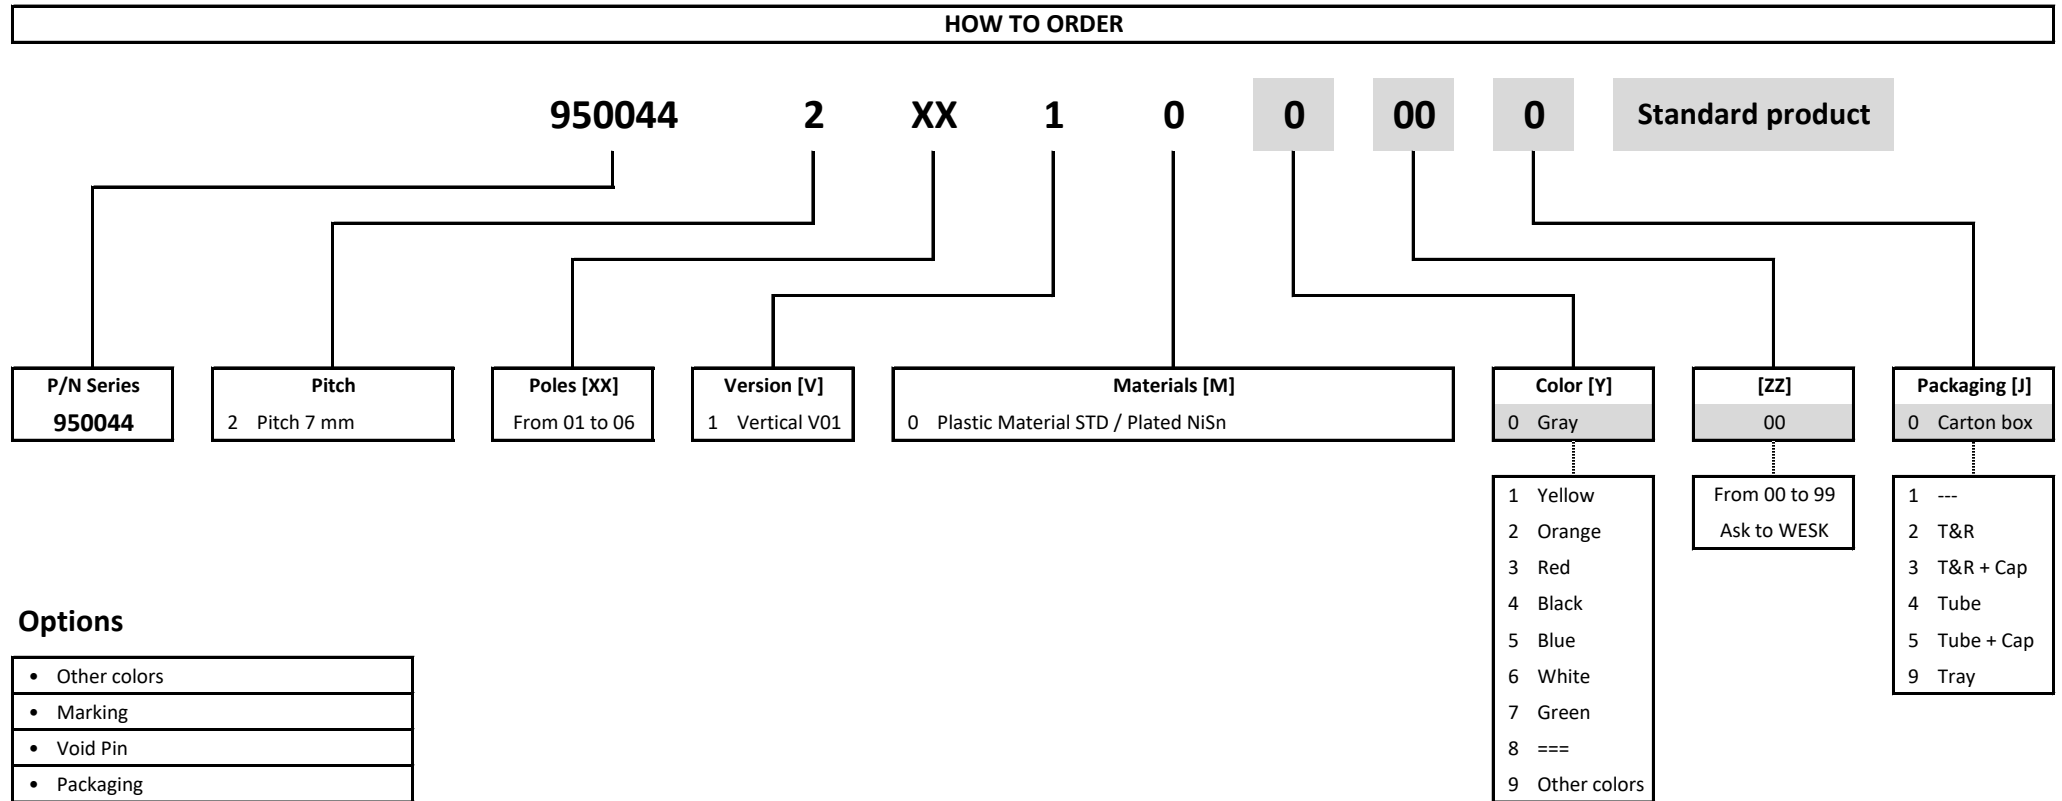 HOW TO ORDER
950044 2 XX 1 0 0 00 0 Standard product
P/N Series Pitch Poles [XX] Version [V] Materials [M] Color [Y] [ZZ] Packaging [J]
950044 2 Pitch 7 mm From 01 to 06 1 Vertical V01 0 Plastic Material STD / Plated NiSn 0 Gray 00 0 Carton box
1 Yellow From 00 to 99 1 ---
2 Orange Ask to WESK 2 T&R
3 Red 3 T&R + Cap
4 Black 4 Tube
Options
5 Blue 5 Tube + Cap
• Other colors 6 White 9 Tray
• Marking 7 Green
• Void Pin 8 ===
• Packaging 9 Other colors